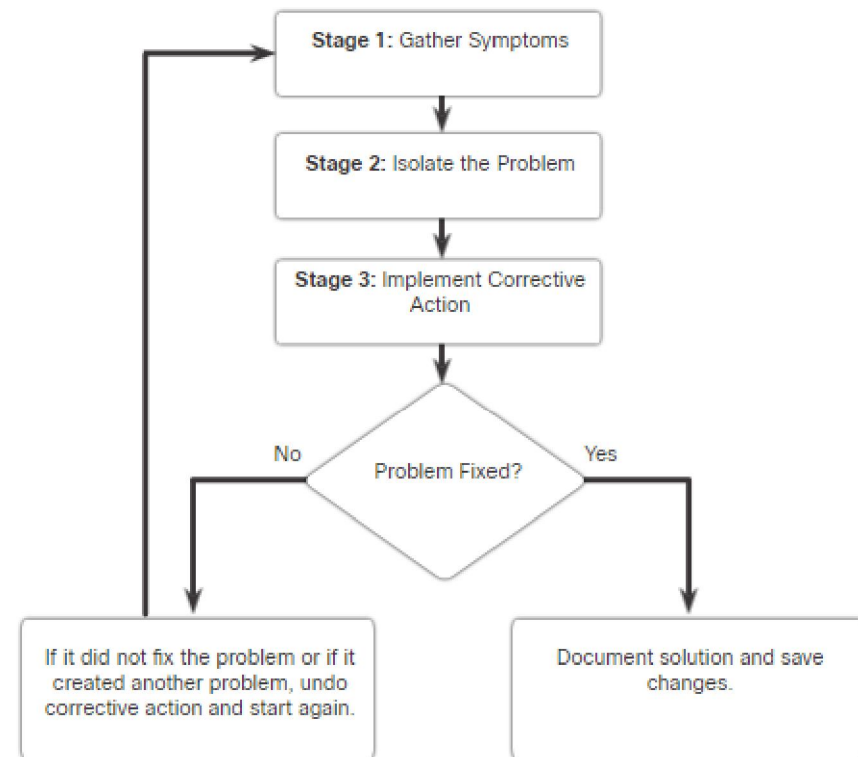 Stage 1: Gather Symptoms
Stage 2: Isolate the Problem
Stage 3: Implement Corrective
Action
Problem Fixed?
No
Yes
If it did not fix the problem or if it
created another problem, undo
corrective action and start again.
Document solution and save
changes.